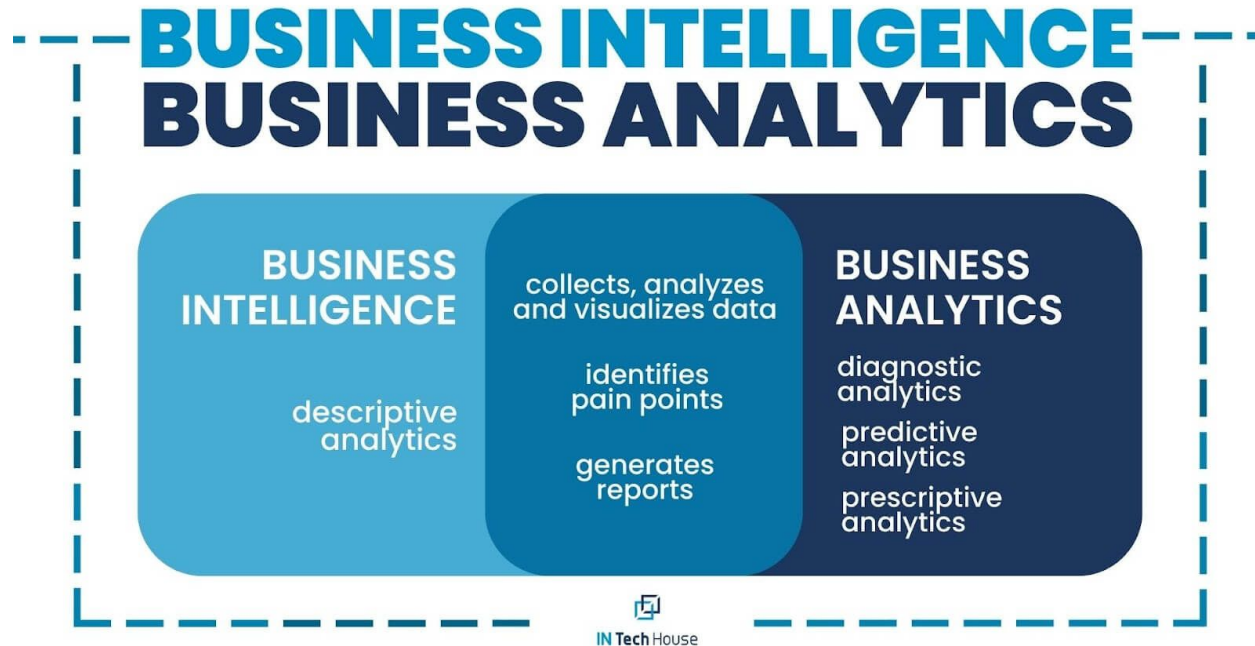 BUSINESS INTELLIGENCE
BUSINESS ANALYTICS
BUSINESS
INTELLIGENCE
descriptive
analytics
collects, analyzes
and visualizes data
identifies
pain points
generates
reports
BUSINESS
ANALYTICS
diagnostic
analytics
predictive
analytics
prescriptive
analytics
IN Tech House